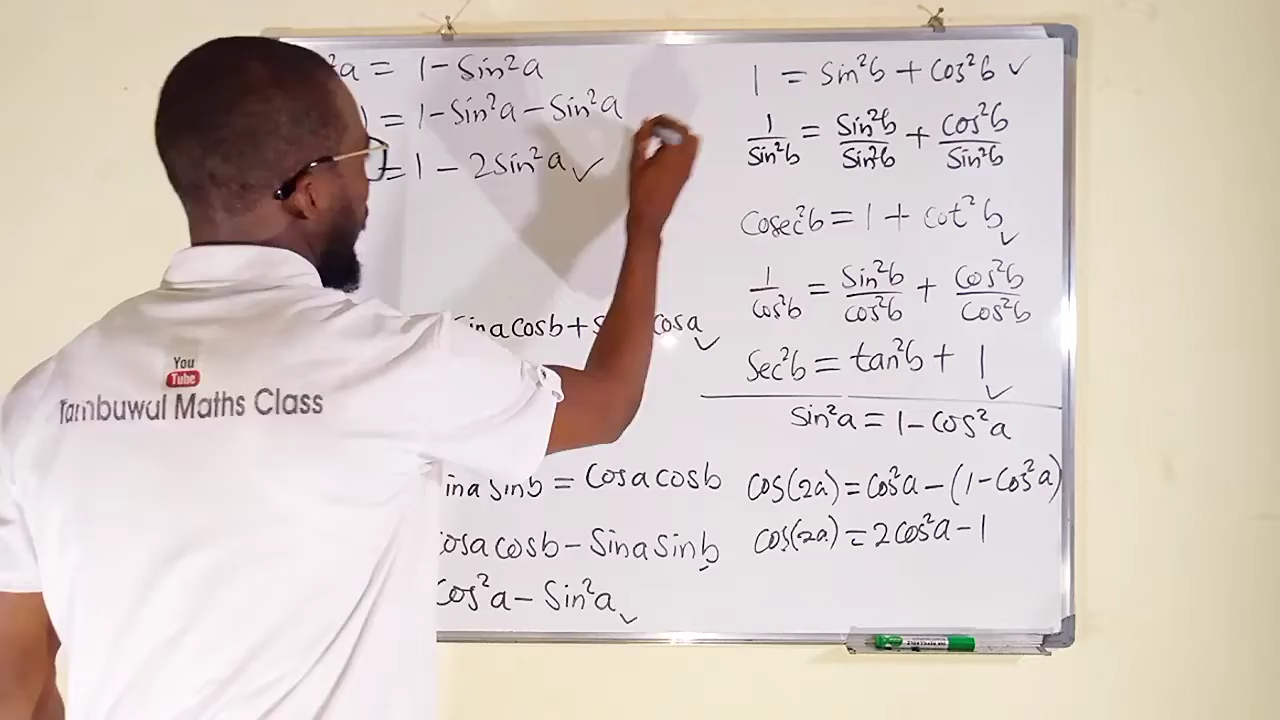 ²a = 1 - Sin²a
) = 1 - Sin²a - Sin²a
= 1 - 2Sin²a ✓
ina cosb + S cosa ✓
ina Sinb = Cosa cosb
osa cosb - Sina Sinb
Cos²a - Sin²a ✓
1 = Sin²b + Cos²b ✓
1/Sin²b = Sin²b/Sin²b + Cos²b/Sin²b
Cosec²b = 1 + Cot²b ✓
1/Cos²b = Sin²b/Cos²b + Cos²b/Cos²b
Sec²b = tan²b + 1 ✓
Sin²a = 1 - Cos²a
Cos(2a) = Cos²a - (1 - Cos²a)
Cos(2a) = 2Cos²a - 1
You
Tube
Tambuwal Maths Class